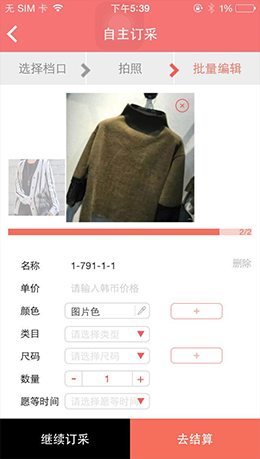 无 SIM 卡 下午5:39
自主订采
选择档口 拍照 批量编辑
2/2
名称 1-791-1-1 删除
单价 请输入韩币价格
颜色 图片色 +
类目 请选择类型
尺码 请选择尺码 +
数量 - 1 +
愿等时间 请选择愿等时间
继续订采 去结算